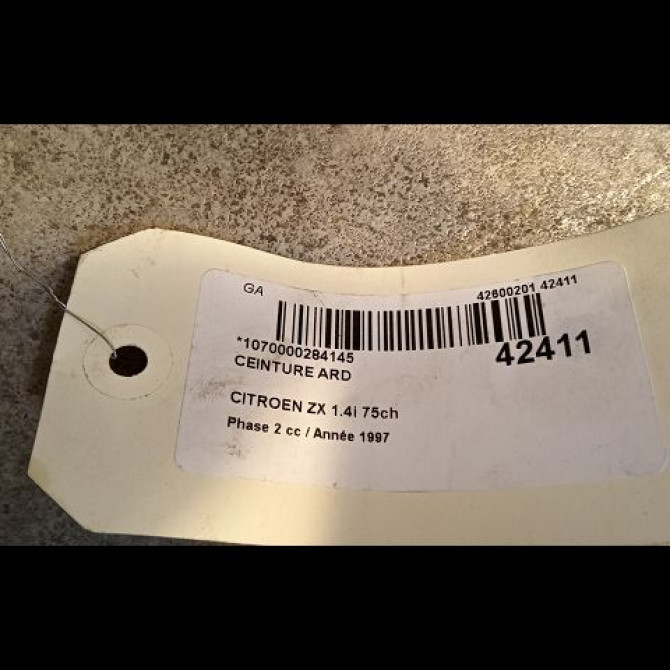 GA 42600201 42411
*1070000284145
42411
CEINTURE ARD
CITROEN ZX 1.4i 75ch
Phase 2 cc / Année 1997